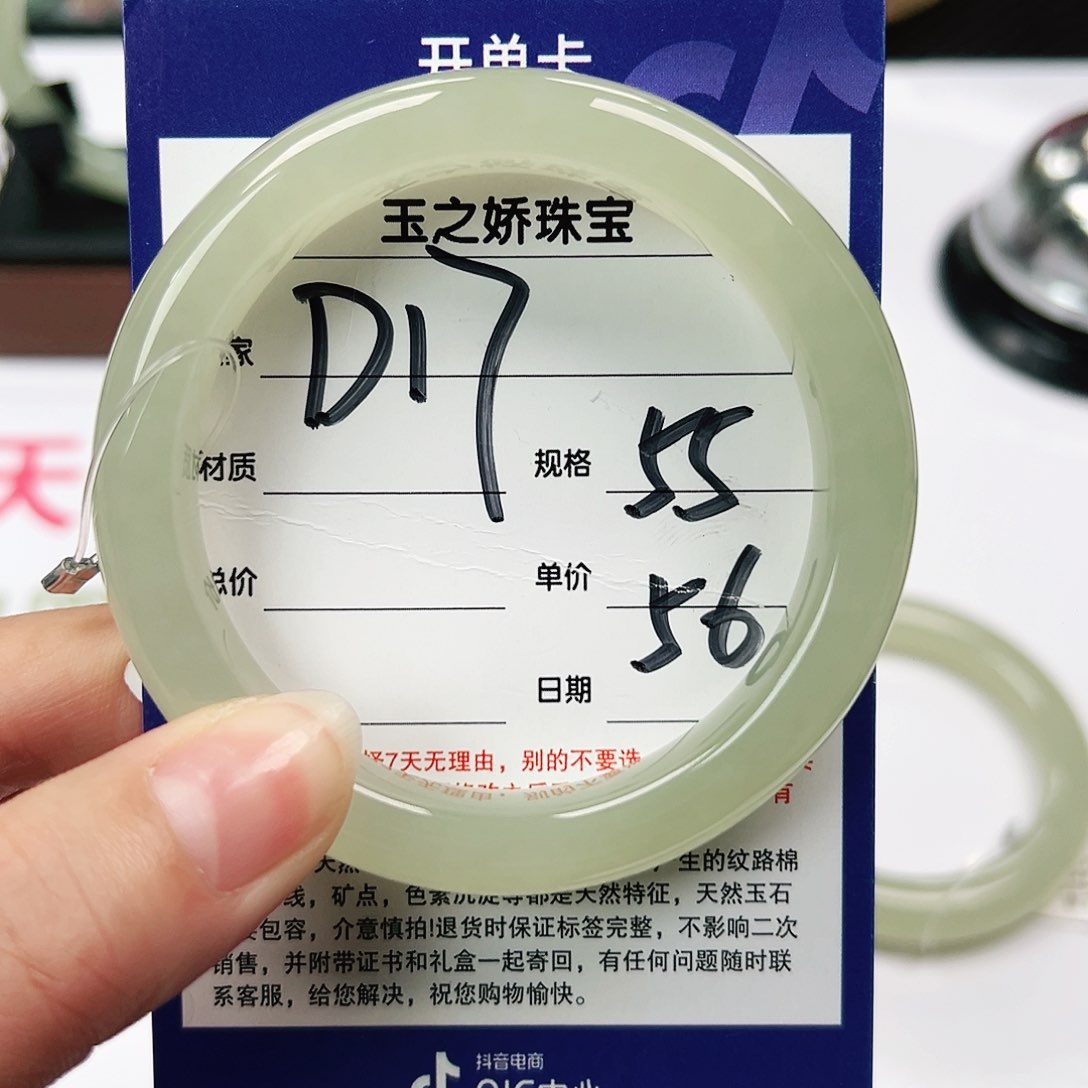 开单卡
玉之娇珠宝
D17
家
材质
规格 55
总价
单价 56
日期
择7天无理由，别的不要选
有
天然
生的纹路棉
线，矿点，色素沉淀等都是天然特征，天然玉石
包容，介意慎拍!退货时保证标签完整，不影响二次
销售，并附带证书和礼盒一起寄回，有任何问题随时联
系客服，给您解决，祝您购物愉快。
抖音电商
天